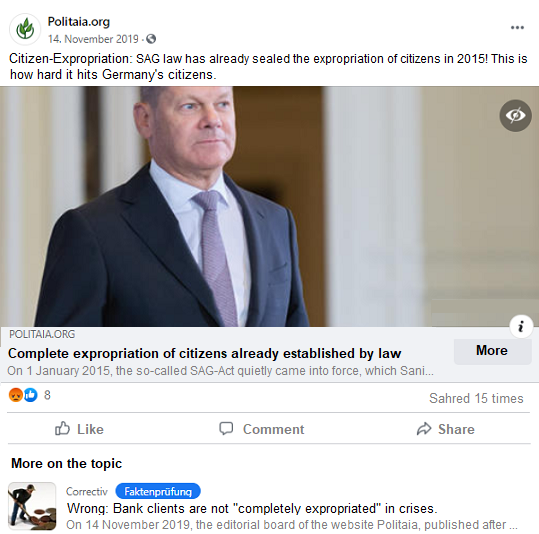 Politaia.org
14. November 2019 ·
Citizen-Expropriation: SAG law has already sealed the expropriation of citizens in 2015! This is
how hard it hits Germany's citizens.
POLITAIA.ORG
Complete expropriation of citizens already established by law
More
On 1 January 2015, the so-called SAG-Act quietly came into force, which Sani...
8
Sahred 15 times
Like
Comment
Share
More on the topic
Correctiv Faktenprüfung
Wrong: Bank clients are not "completely expropriated" in crises.
On 14 November 2019, the editorial board of the website Politaia, published after ...